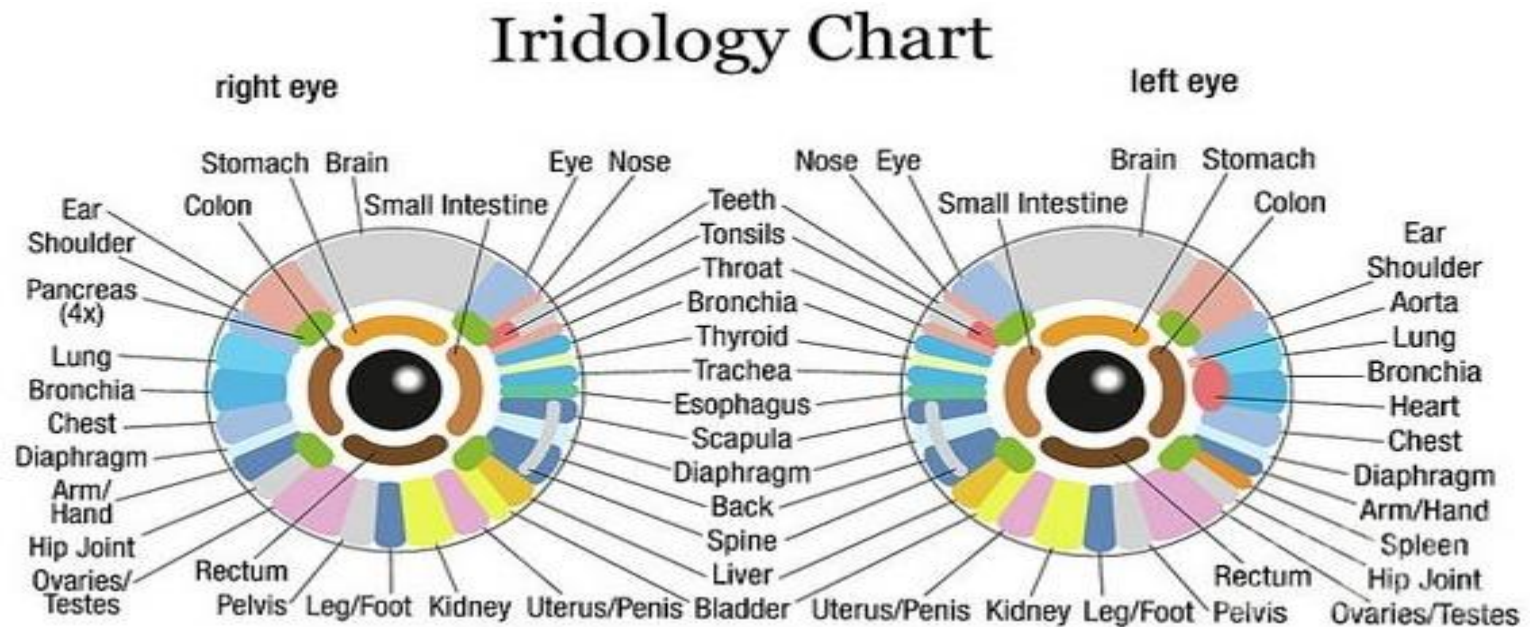 Iridology Chart
right eye
left eye
Stomach Brain
Eye Nose
Nose Eye
Brain Stomach
Ear
Colon
Small Intestine
Teeth
Small Intestine
Colon
Shoulder
Tonsils
Ear
Pancreas
(4x)
Throat
Shoulder
Bronchia
Aorta
Lung
Thyroid
Lung
Bronchia
Trachea
Bronchia
Chest
Esophagus
Heart
Diaphragm
Scapula
Chest
Arm/
Hand
Diaphragm
Diaphragm
Back
Arm/Hand
Hip Joint
Spine
Spleen
Ovaries/
Testes
Rectum
Liver
Rectum
Hip Joint
Pelvis Leg/Foot Kidney Uterus/Penis Bladder Uterus/Penis Kidney Leg/Foot Pelvis Ovaries/Testes